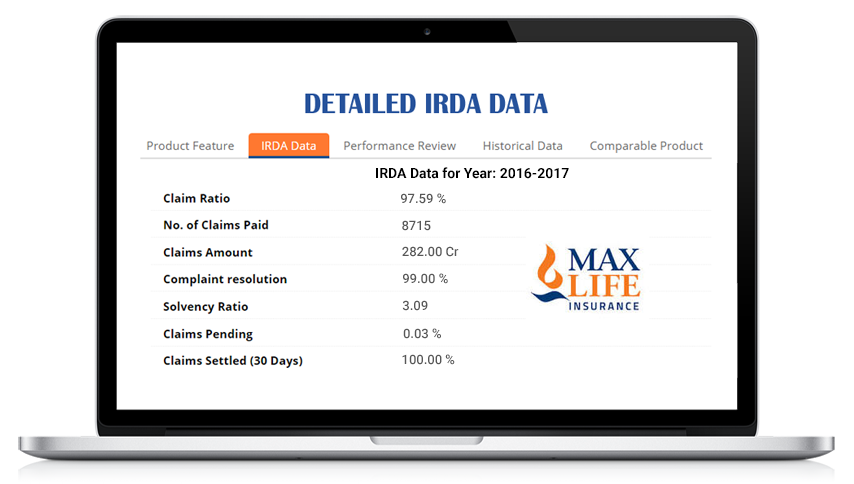 DETAILED IRDA DATA
Product Feature IRDA Data Performance Review Historical Data Comparable Product
IRDA Data for Year: 2016-2017
Claim Ratio 97.59 %
No. of Claims Paid 8715
Claims Amount 282.00 Cr
Complaint resolution 99.00 %
Solvency Ratio 3.09
Claims Pending 0.03 %
Claims Settled (30 Days) 100.00 %
MAX
LIFE
INSURANCE